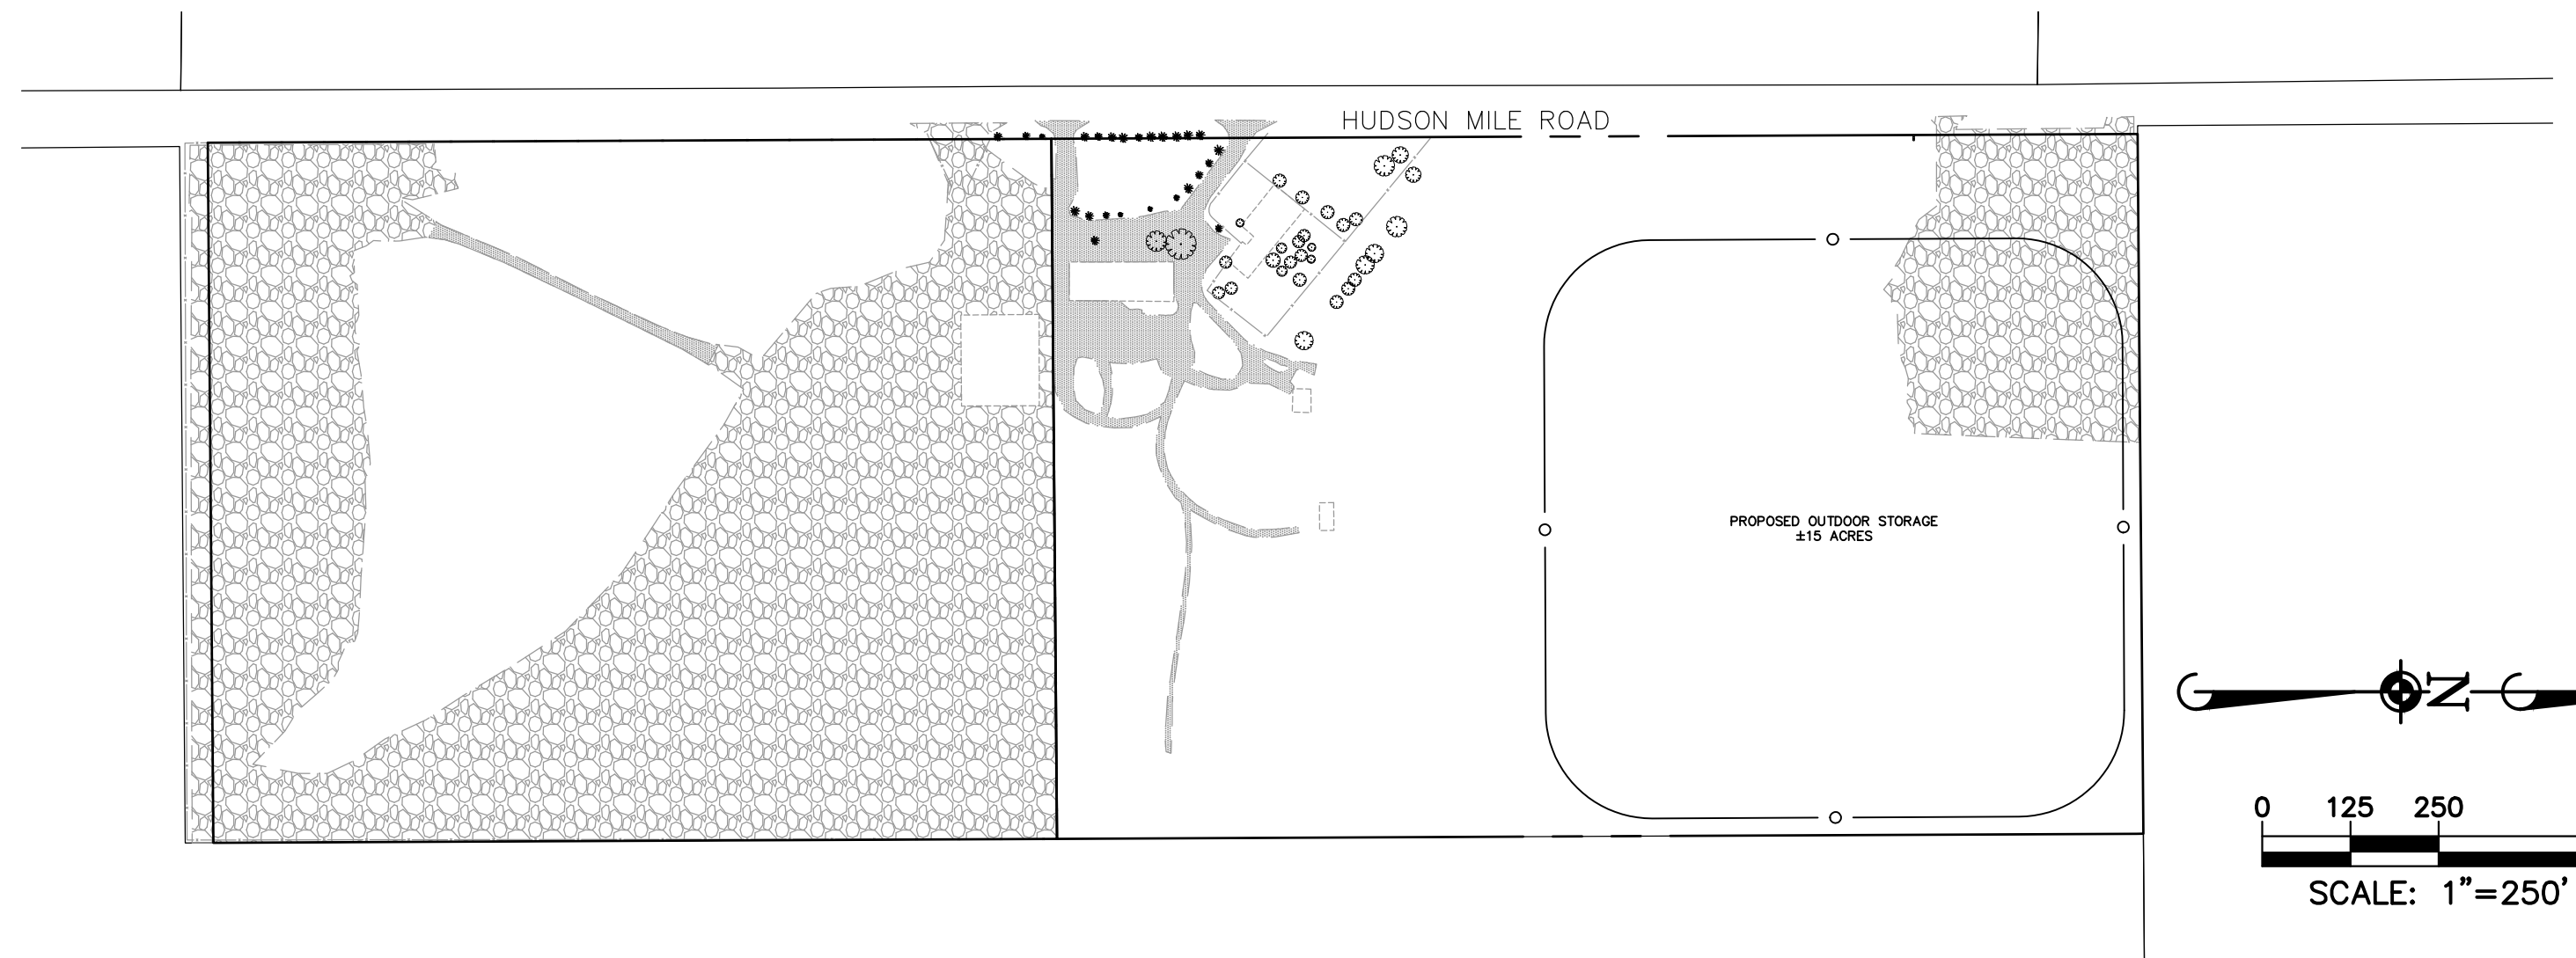 HUDSON MILE ROAD
PROPOSED OUTDOOR STORAGE
±15 ACRES
N
0 125 250
SCALE: 1"=250'